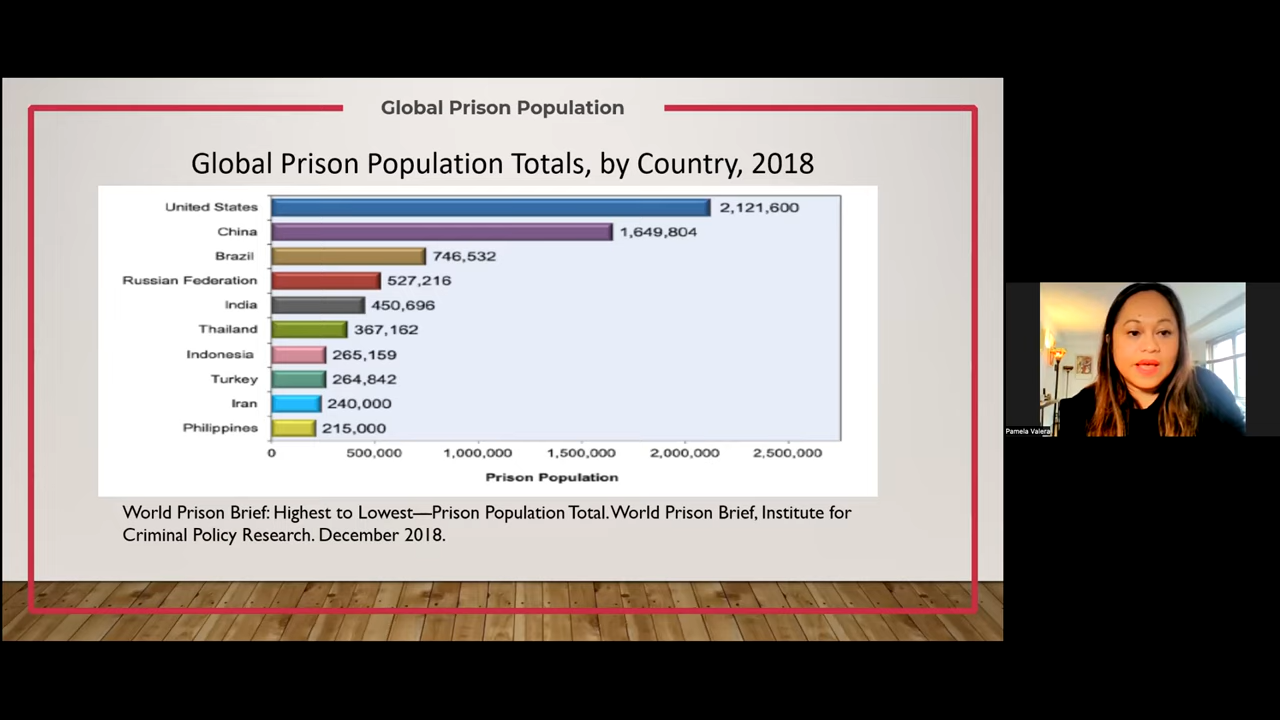 Global Prison Population
Global Prison Population Totals, by Country, 2018
United States 2,121,600
China 1,649,804
Brazil 746,532
Russian Federation 527,216
India 450,696
Thailand 367,162
Indonesia 265,159
Turkey 264,842
Iran 240,000
Philippines 215,000
0 500,000 1,000,000 1,500,000 2,000,000 2,500,000
Prison Population
World Prison Brief: Highest to Lowest—Prison Population Total. World Prison Brief, Institute for
Criminal Policy Research. December 2018.
Pamela Valera